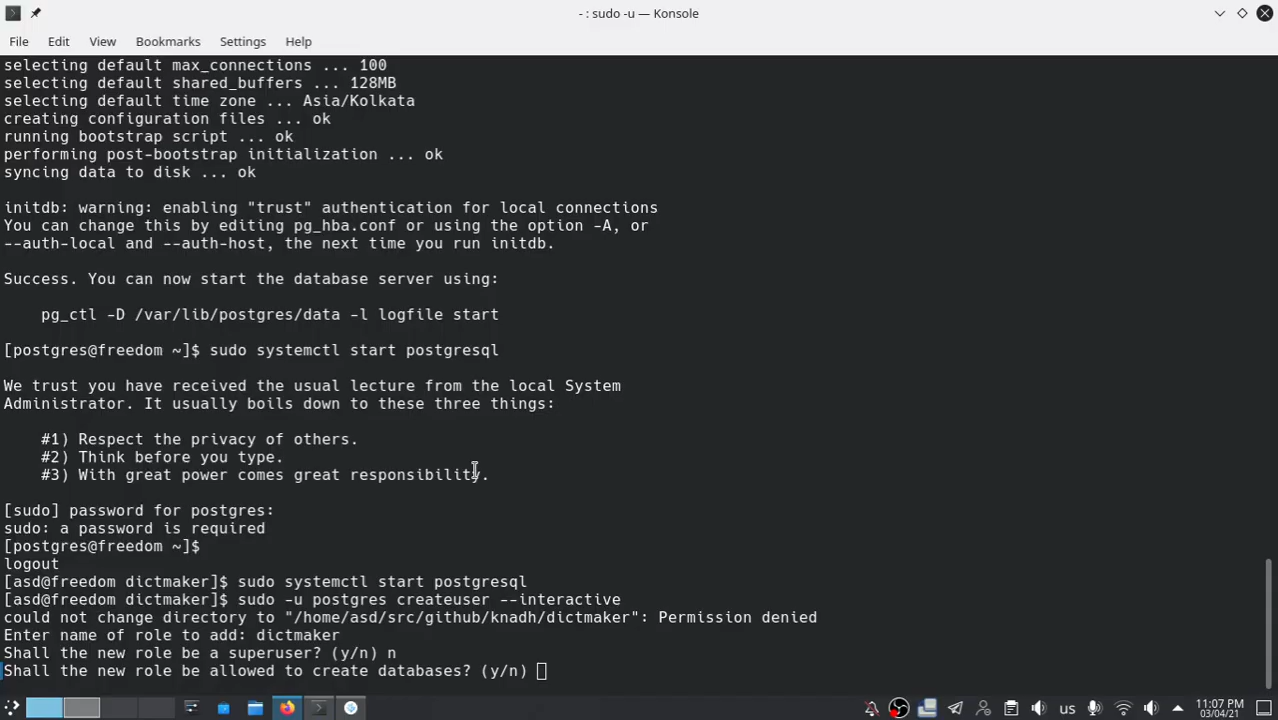 - : sudo -u — Konsole
File Edit View Bookmarks Settings Help
selecting default max_connections ... 100
selecting default shared_buffers ... 128MB
selecting default time zone ... Asia/Kolkata
creating configuration files ... ok
running bootstrap script ... ok
performing post-bootstrap initialization ... ok
syncing data to disk ... ok
initdb: warning: enabling "trust" authentication for local connections
You can change this by editing pg_hba.conf or using the option -A, or
--auth-local and --auth-host, the next time you run initdb.
Success. You can now start the database server using:
pg_ctl -D /var/lib/postgres/data -l logfile start
[postgres@freedom ~]$ sudo systemctl start postgresql
We trust you have received the usual lecture from the local System
Administrator. It usually boils down to these three things:
#1) Respect the privacy of others.
#2) Think before you type.
#3) With great power comes great responsibility.
[sudo] password for postgres:
sudo: a password is required
[postgres@freedom ~]$
logout
[asd@freedom dictmaker]$ sudo systemctl start postgresql
[asd@freedom dictmaker]$ sudo -u postgres createuser --interactive
could not change directory to "/home/asd/src/github/knadh/dictmaker": Permission denied
Enter name of role to add: dictmaker
Shall the new role be a superuser? (y/n) n
Shall the new role be allowed to create databases? (y/n)
us
11:07 PM
03/04/21